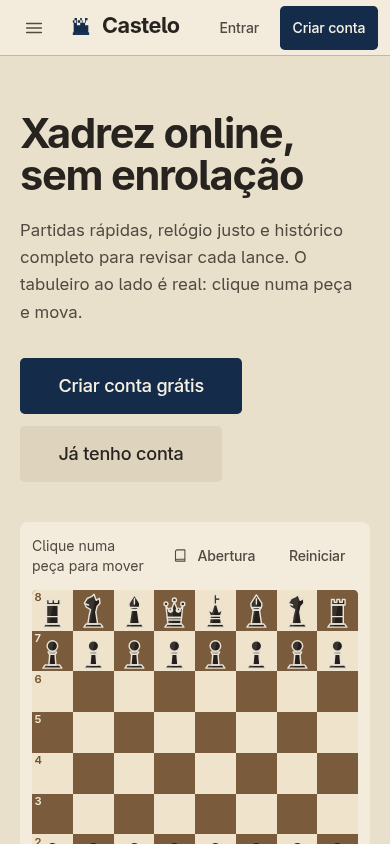 Castelo
Entrar
Criar conta
Xadrez online,
sem enrolação
Partidas rápidas, relógio justo e histórico
completo para revisar cada lance. O
tabuleiro ao lado é real: clique numa peça
e mova.
Criar conta grátis
Já tenho conta
Clique numa
peça para mover
Abertura
Reiniciar
8
7
6
5
4
3
2